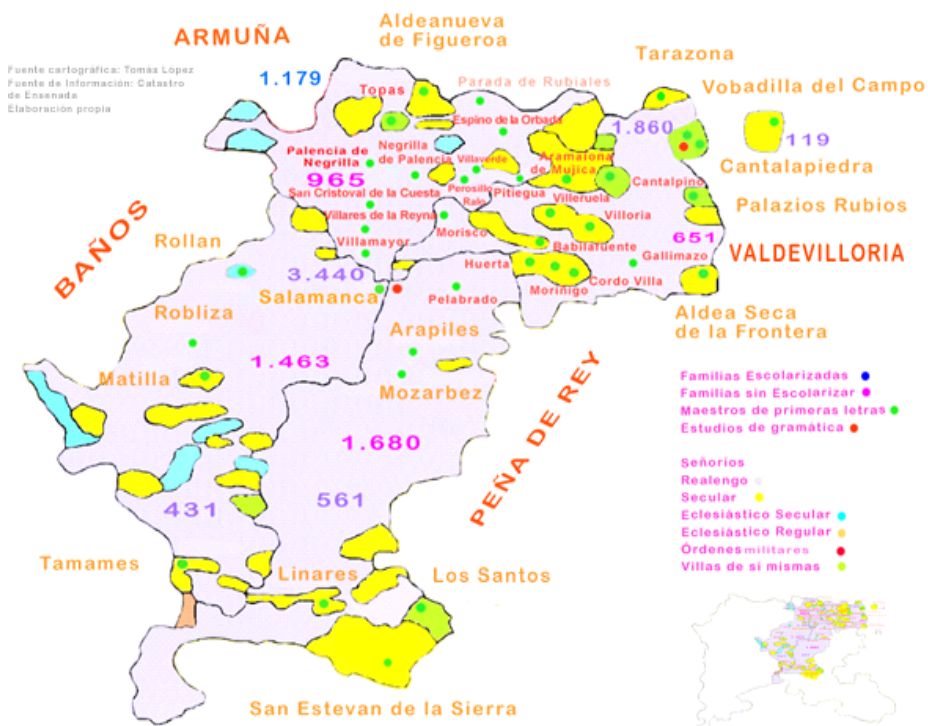 ARMUÑA
Aldeanueva
de Figueroa
Tarazona
Fuente cartográfica: Tomás López
Fuente de Información: Catastro
de Ensenada
Elaboración propia
1.179
Topas
Parada de Rubiales
Vobadilla del Campo
Espino de la Orbada
1.860
119
Palencia de
Negrilla
Negrilla
de Palencia
Villaverde
Aramaiona
de Mujica
Cantalapiedra
965
San Cristoval de la Cuesta
Perosillo
Ralo
Pitiegua
Villeruela
Cantalpino
Palazios Rubios
Villares de la Reyna
Morisco
Villoria
BAÑOS
Rollan
Villamayor
Babilafuente
651
Gallimazo
VALDEVILLORIA
3.440
Huerta
Cordo Villa
Salamanca
Pelabrado
Moriñigo
Robliza
Arapiles
Aldea Seca
de la Frontera
1.463
Matilla
Mozarbez
PEÑA DE REY
Familias Escolarizadas
Familias sin Escolarizar
Maestros de primeras letras
Estudios de gramática
1.680
Señorios
Realengo
Secular
Eclesiástico Secular
Eclesiástico Regular
Órdenes militares
Villas de si mismas
431
561
Tamames
Linares
Los Santos
San Estevan de la Sierra